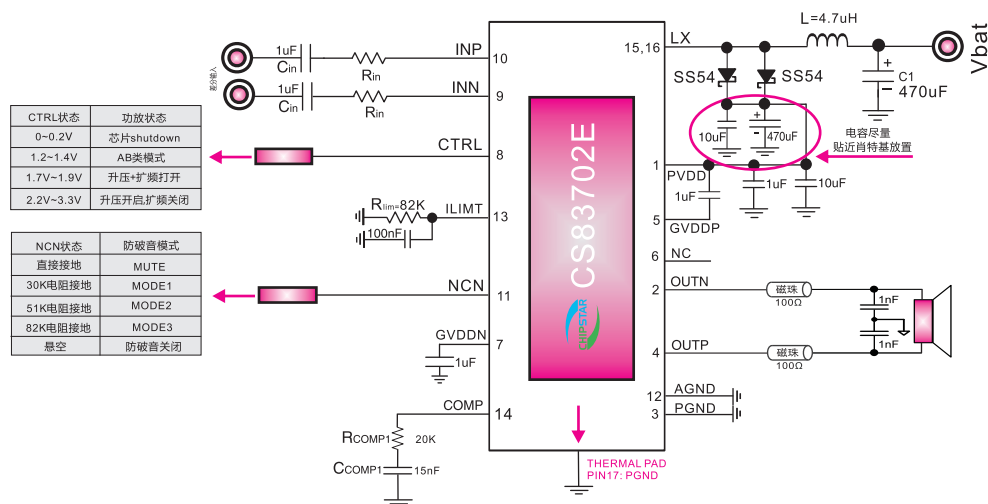 差分输入
1uF
Cin
Rin
INP
10
1uF
Cin
Rin
INN
9
CTRL状态 功放状态
0~0.2V 芯片shutdown
1.2~1.4V AB类模式
1.7V~1.9V 升压+扩频打开
2.2V~3.3V 升压开启,扩频关闭
CTRL
8
Rlim=82K
100nF
ILIMT
13
NCN状态 防破音模式
直接接地 MUTE
30K电阻接地 MODE1
51K电阻接地 MODE2
82K电阻接地 MODE3
悬空 防破音关闭
NCN
11
GVDDN
7
1uF
COMP
14
RCOMP1 20K
CCOMP1 15nF
CS83702E
CHIPSTAR
THERMAL PAD
PIN17: PGND
15,16
LX
L=4.7uH
Vbat
SS54
SS54
C1
470uF
10uF
470uF
电容尽量
贴近肖特基放置
1
PVDD
1uF
1uF
10uF
5
GVDDP
6
NC
2
OUTN
磁珠
100Ω
1nF
1nF
4
OUTP
磁珠
100Ω
12
AGND
3
PGND